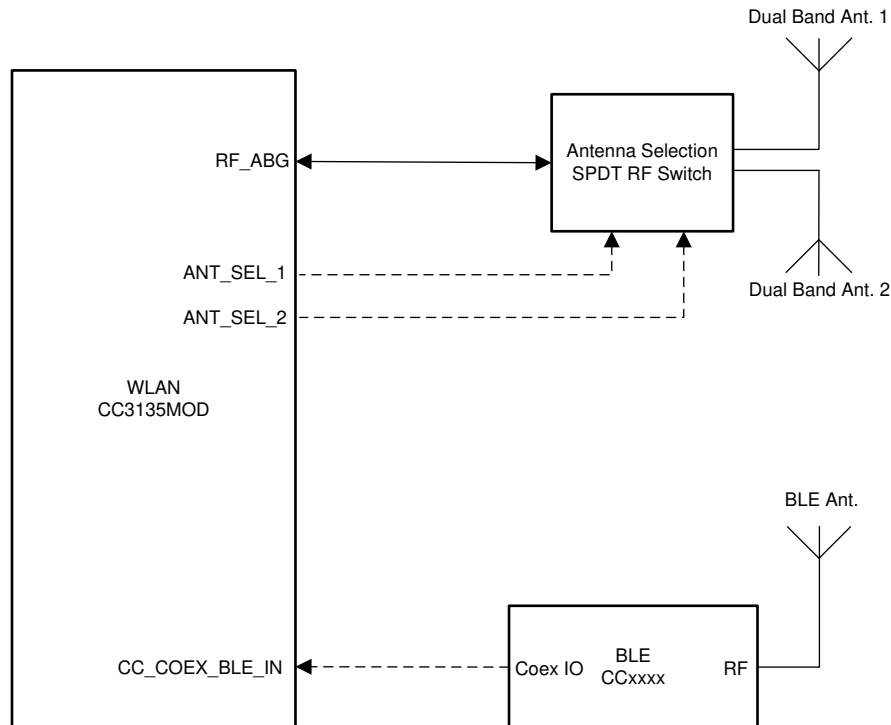 Dual Band Ant. 1
RF_ABG
Antenna Selection
SPDT RF Switch
ANT_SEL_1
Dual Band Ant. 2
ANT_SEL_2
WLAN
CC3135MOD
BLE Ant.
CC_COEX_BLE_IN
Coex IO
BLE
CCxxxx
RF